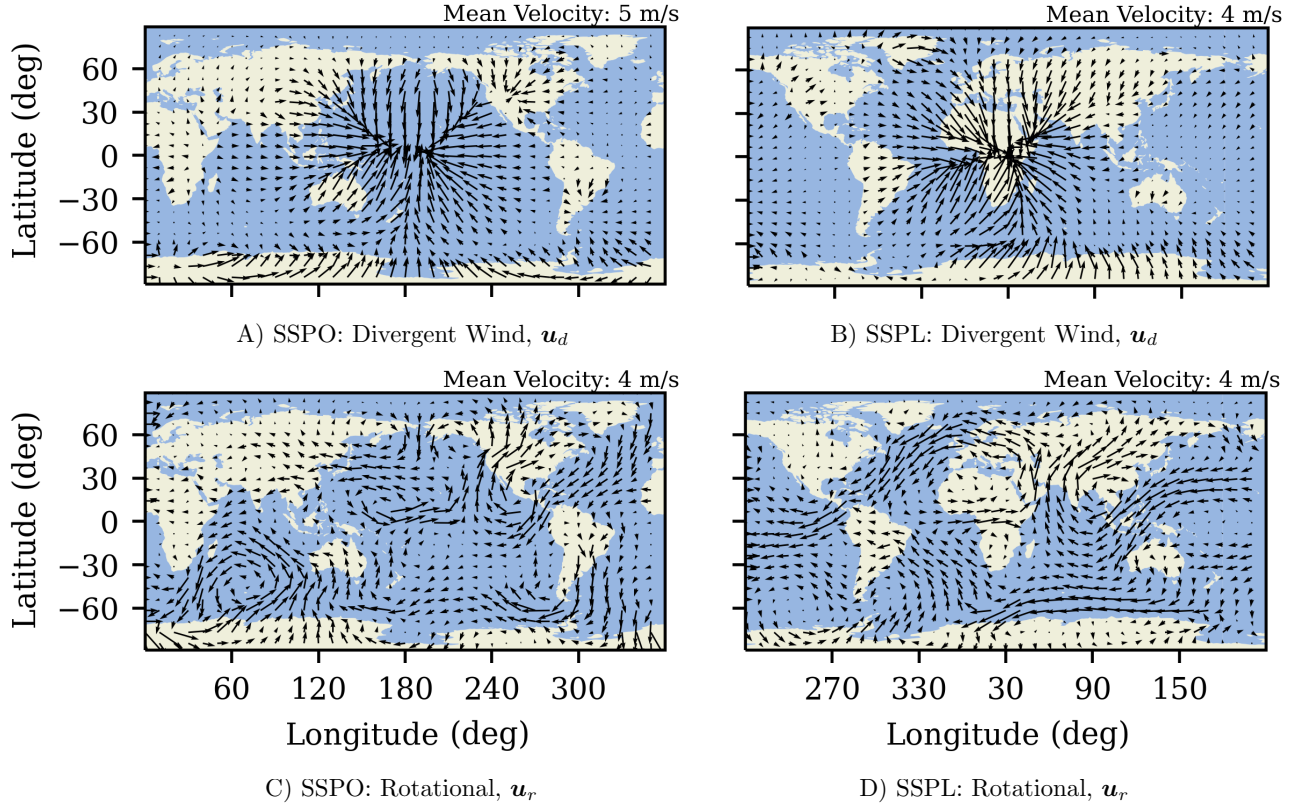 Mean Velocity: 5 m/s
Mean Velocity: 4 m/s
Latitude (deg)
60
30
0
−30
−60
A) SSPO: Divergent Wind, u_d
B) SSPL: Divergent Wind, u_d
Mean Velocity: 4 m/s
Mean Velocity: 4 m/s
Latitude (deg)
60
30
0
−30
−60
60 120 180 240 300
270 330 30 90 150
Longitude (deg)
Longitude (deg)
C) SSPO: Rotational, u_r
D) SSPL: Rotational, u_r